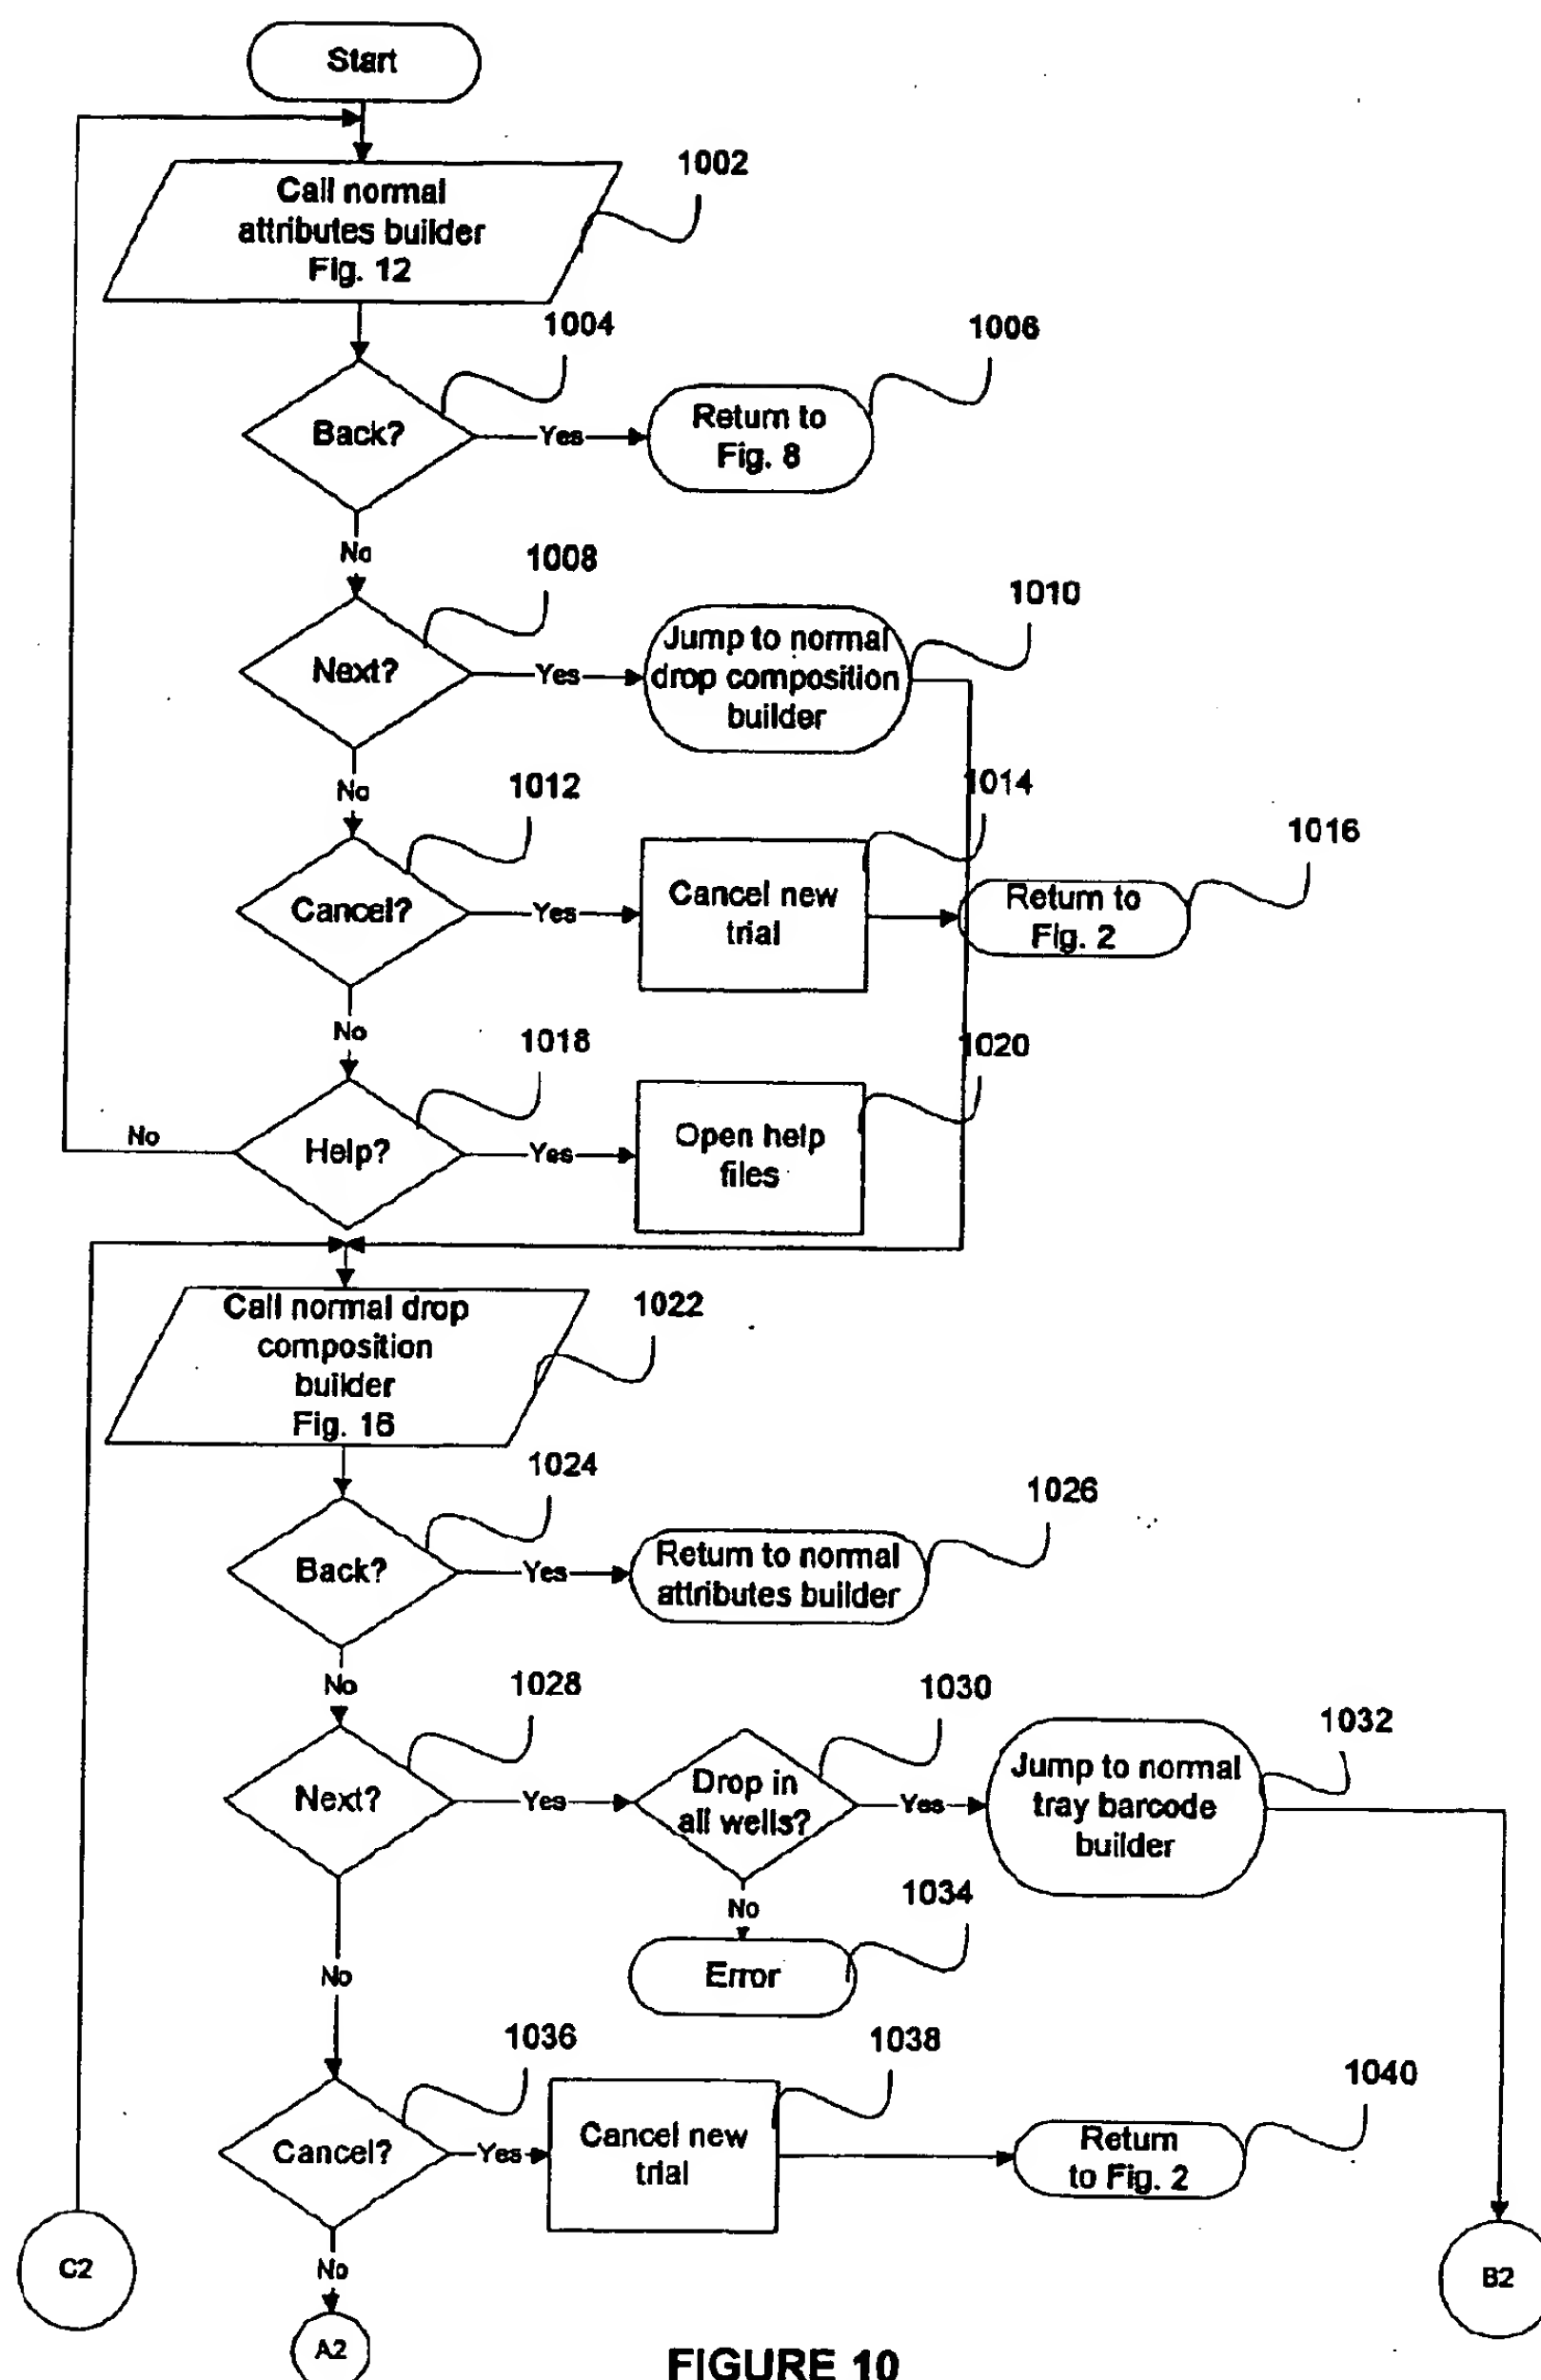 Start
Call normal
attributes builder
Fig. 12
1002
Back?
1004
Yes
Return to
Fig. 8
1006
No
Next?
1008
Yes
Jump to normal
drop composition
builder
1010
No
Cancel?
1012
Yes
Cancel new
trial
1014
Return to
Fig. 2
1016
No
Help?
1018
No
Yes
Open help
files
1020
Call normal drop
composition
builder
Fig. 16
1022
Back?
1024
Yes
Return to normal
attributes builder
1026
No
Next?
1028
Yes
Drop in
all wells?
1030
Yes
Jump to normal
tray barcode
builder
1032
No
Error
1034
No
Cancel?
1036
Yes
Cancel new
trial
1038
Return
to Fig. 2
1040
No
C2
A2
B2
FIGURE 10